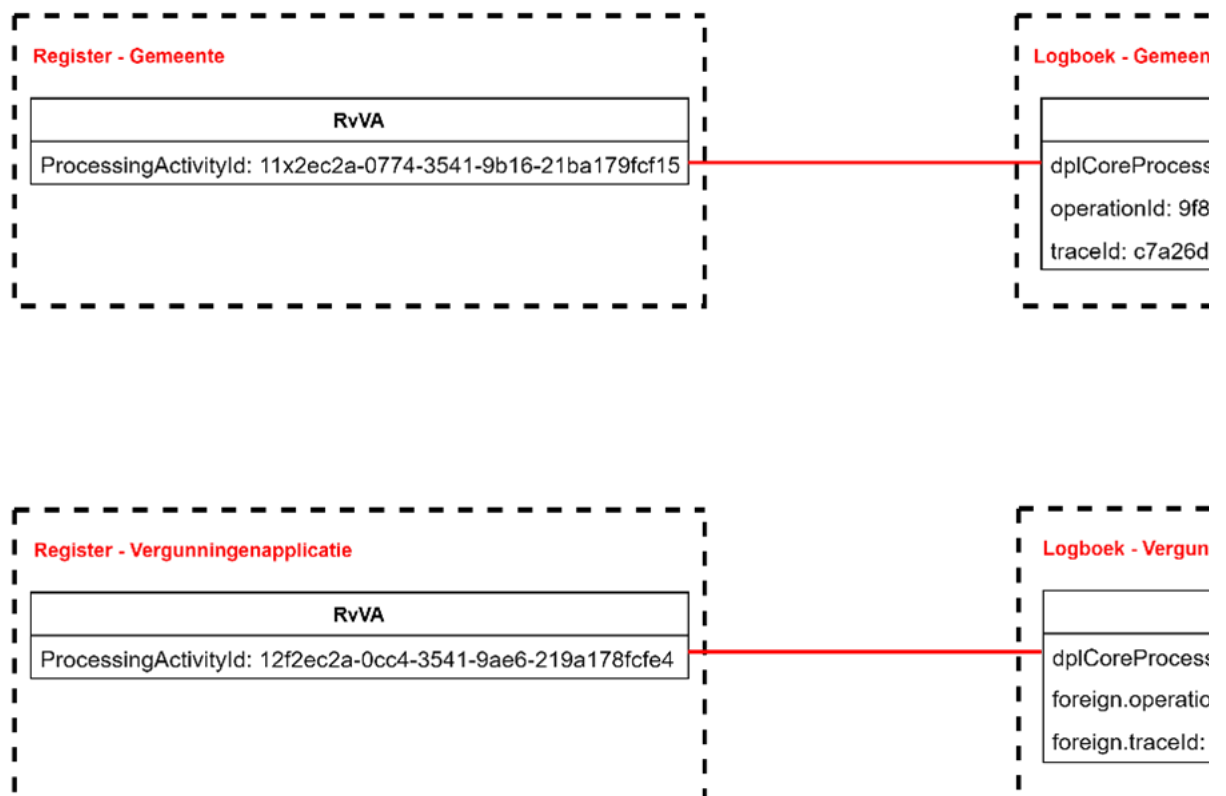 Register - Gemeente
Logboek - Gemeen
RvVA
ProcessingActivityId: 11x2ec2a-0774-3541-9b16-21ba179fcf15
dplCoreProcess
operationId: 9f8
traceId: c7a26d
Register - Vergunningenapplicatie
Logboek - Vergun
RvVA
ProcessingActivityId: 12f2ec2a-0cc4-3541-9ae6-219a178fcfe4
dplCoreProcess
foreign.operatio
foreign.traceId: